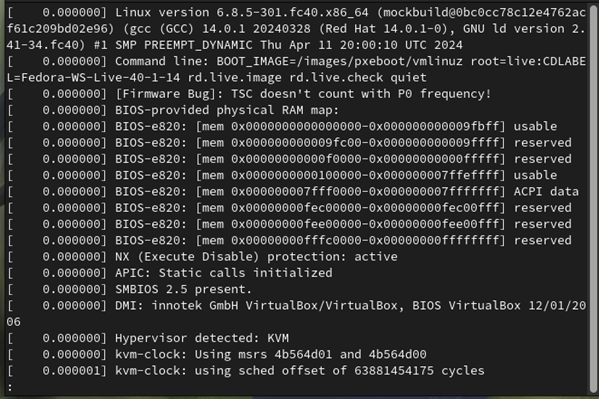 [    0.000000] Linux version 6.8.5-301.fc40.x86_64 (mockbuild@0bc0cc78c12e4762ac
f61c209bd02e96) (gcc (GCC) 14.0.1 20240328 (Red Hat 14.0.1-0), GNU ld version 2.
41-34.fc40) #1 SMP PREEMPT_DYNAMIC Thu Apr 11 20:00:10 UTC 2024
[    0.000000] Command line: BOOT_IMAGE=/images/pxeboot/vmlinuz root=live:CDLABE
L=Fedora-WS-Live-40-1-14 rd.live.image rd.live.check quiet
[    0.000000] [Firmware Bug]: TSC doesn't count with P0 frequency!
[    0.000000] BIOS-provided physical RAM map:
[    0.000000] BIOS-e820: [mem 0x0000000000000000-0x000000000009fbff] usable
[    0.000000] BIOS-e820: [mem 0x000000000009fc00-0x000000000009ffff] reserved
[    0.000000] BIOS-e820: [mem 0x00000000000f0000-0x00000000000fffff] reserved
[    0.000000] BIOS-e820: [mem 0x0000000000100000-0x000000007ffeffff] usable
[    0.000000] BIOS-e820: [mem 0x000000007fff0000-0x000000007fffffff] ACPI data
[    0.000000] BIOS-e820: [mem 0x00000000fec00000-0x00000000fec00fff] reserved
[    0.000000] BIOS-e820: [mem 0x00000000fee00000-0x00000000fee00fff] reserved
[    0.000000] BIOS-e820: [mem 0x00000000fffc0000-0x00000000ffffffff] reserved
[    0.000000] NX (Execute Disable) protection: active
[    0.000000] APIC: Static calls initialized
[    0.000000] SMBIOS 2.5 present.
[    0.000000] DMI: innotek GmbH VirtualBox/VirtualBox, BIOS VirtualBox 12/01/20
06
[    0.000000] Hypervisor detected: KVM
[    0.000000] kvm-clock: Using msrs 4b564d01 and 4b564d00
[    0.000001] kvm-clock: using sched offset of 63881454175 cycles
: